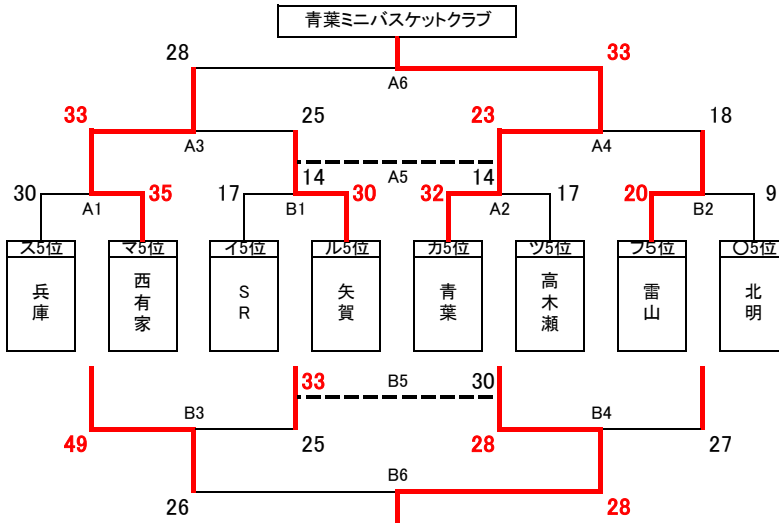 青葉ミニバスケットクラブ
28 33
A6
33 25 23 18
A3 A4
A5
30 35 17 14 30 32 14 17 20 9
A1 B1 A2 B2
ス5位 マ5位 イ5位 ル5位 カ5位 ツ5位 フ5位 〇5位
兵庫 西有家 SR 矢賀 青葉 高木瀬 雷山 北明
33 B5 30
B3 B4
49 25 28 27
B6
26 28